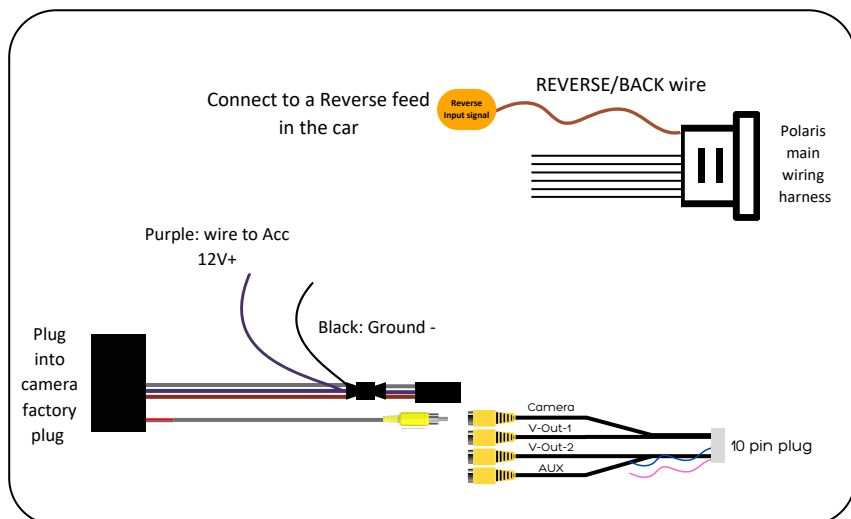 REVERSE/BACK wire
Connect to a Reverse feed
in the car
Reverse
Input signal
Polaris
main
wiring
harness
Purple: wire to Acc
12V+
Black: Ground -
Plug
into
camera
factory
plug
Camera
V-Out-1
V-Out-2
AUX
10 pin plug